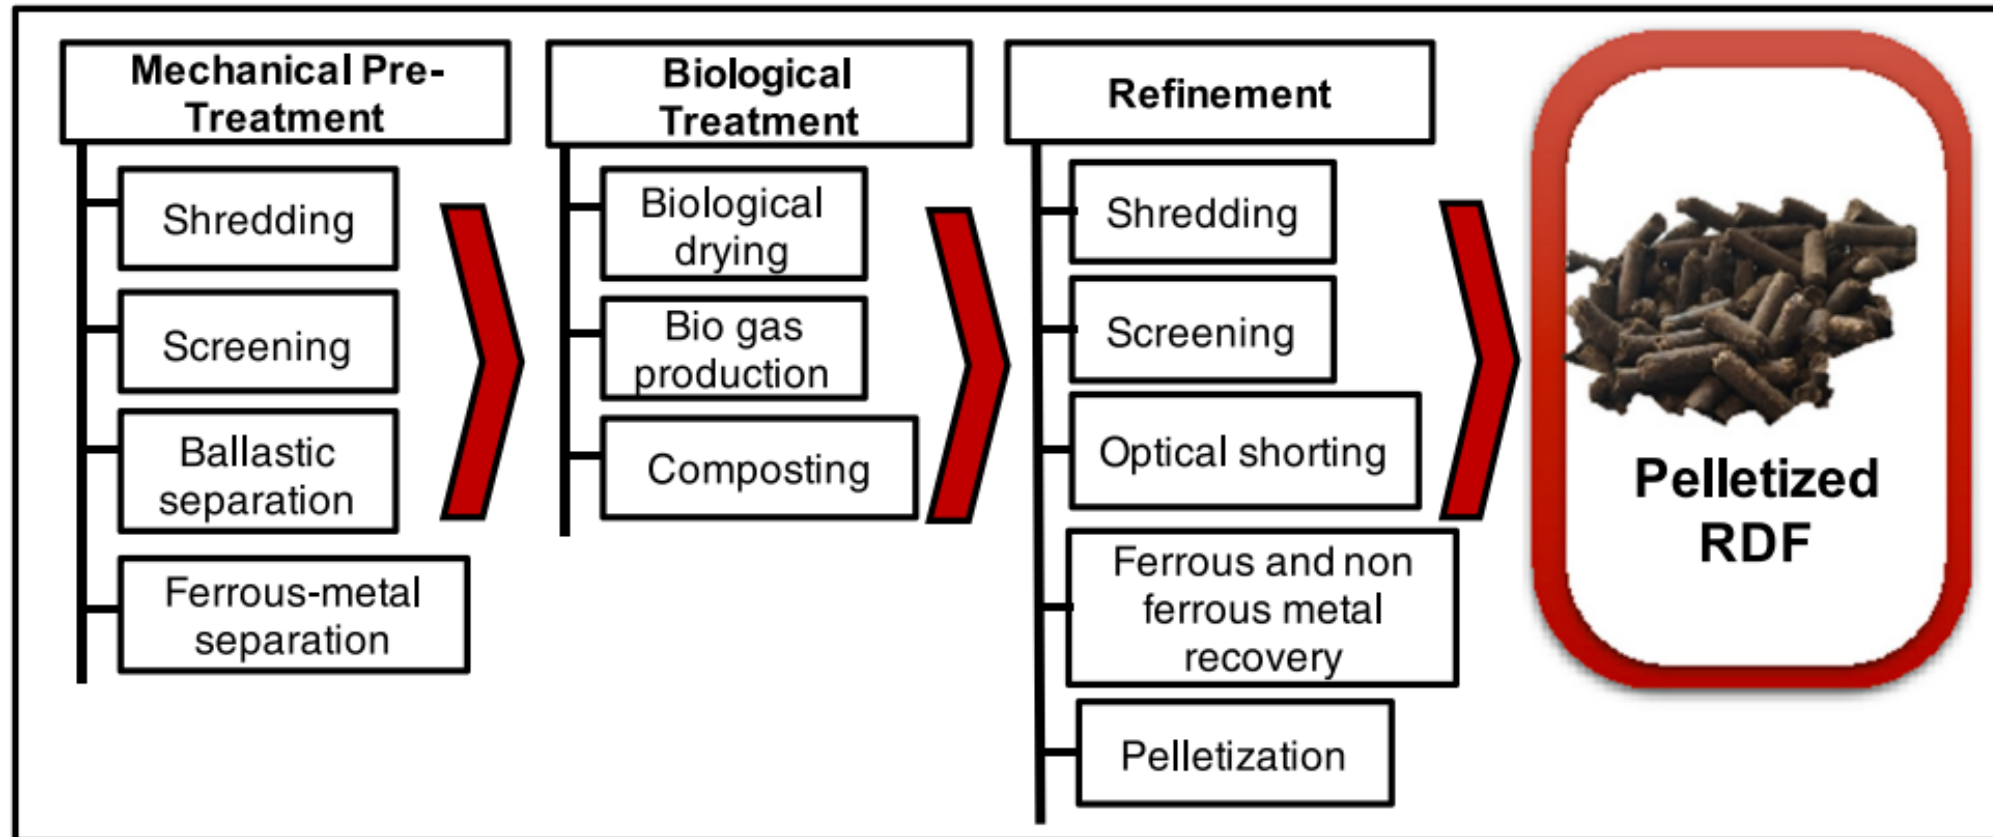 Mechanical Pre-
Treatment
Shredding
Screening
Ballastic
separation
Ferrous-metal
separation
Biological
Treatment
Biological
drying
Bio gas
production
Composting
Refinement
Shredding
Screening
Optical shorting
Ferrous and non
ferrous metal
recovery
Pelletization
Pelletized
RDF